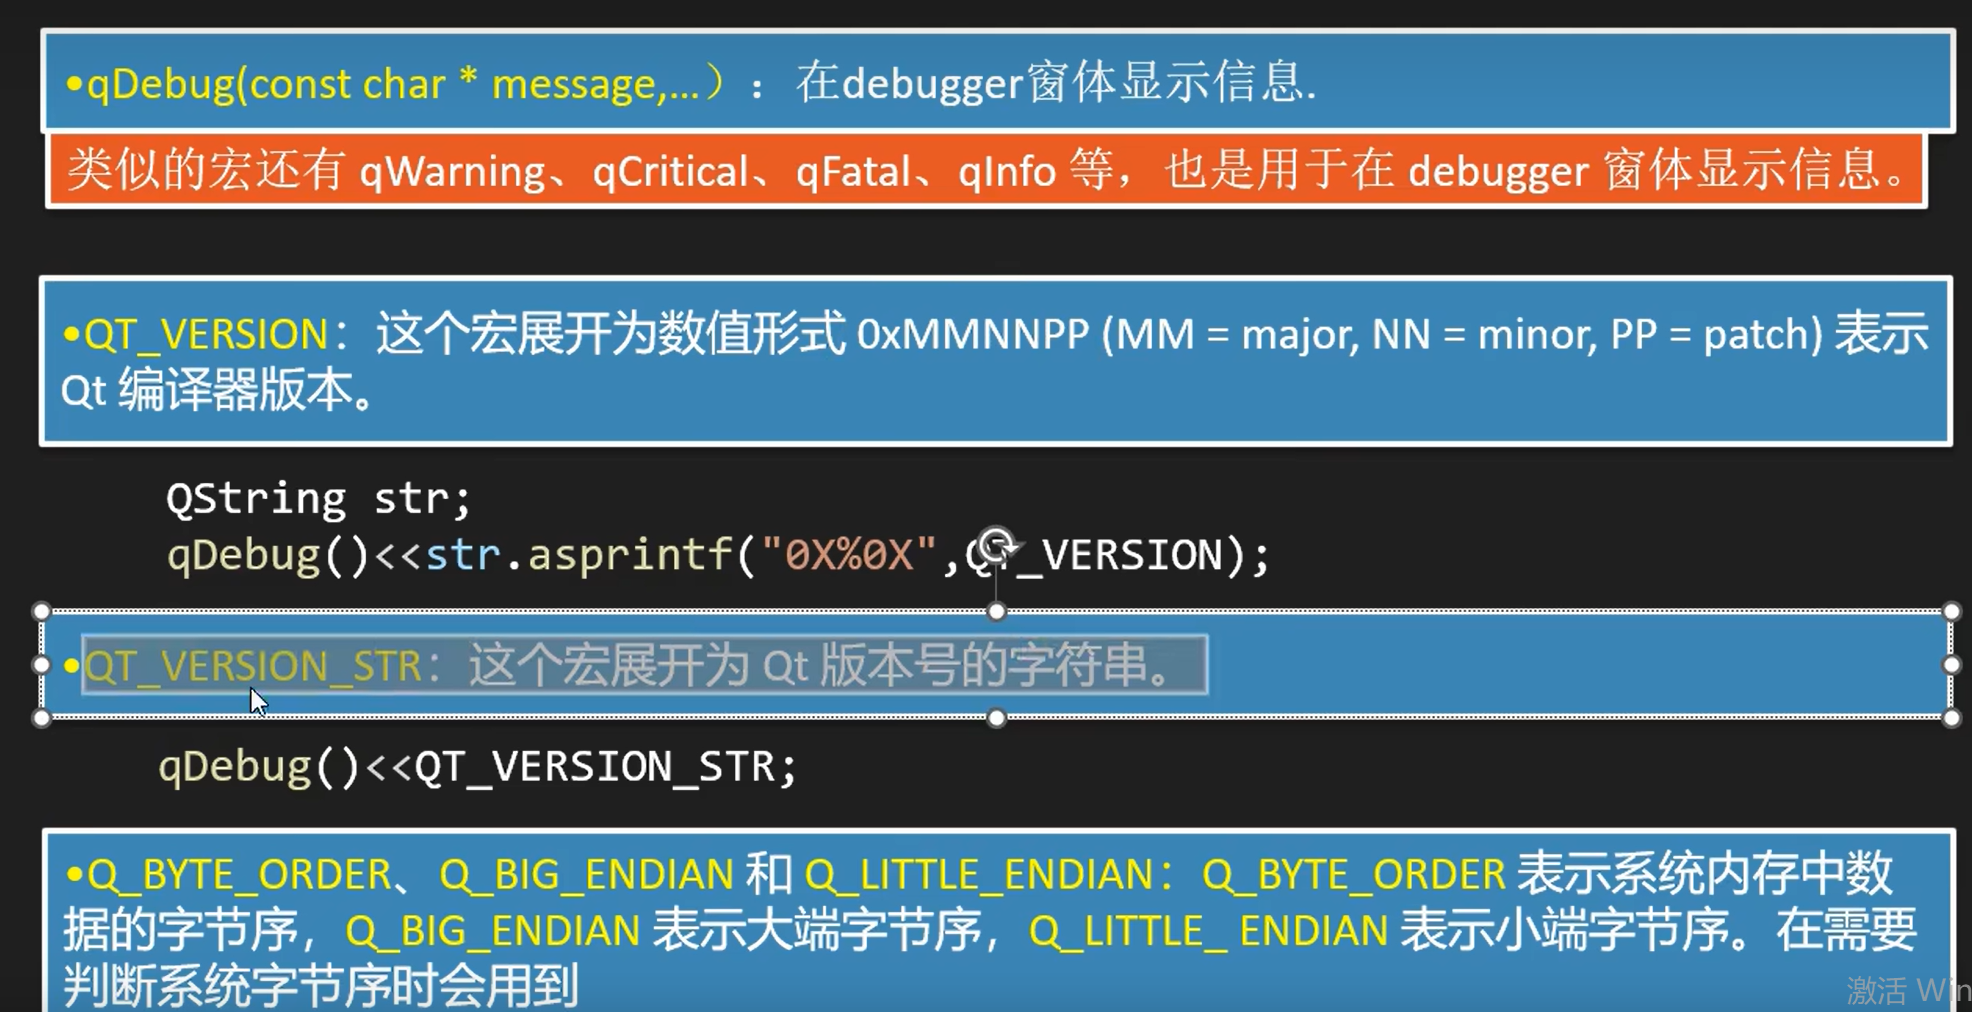 •qDebug(const char * message,...）：在debugger窗体显示信息.
类似的宏还有 qWarning、qCritical、qFatal、qInfo 等，也是用于在 debugger 窗体显示信息。
•QT_VERSION：这个宏展开为数值形式 0xMMNNPP (MM = major, NN = minor, PP = patch) 表示
Qt 编译器版本。
QString str;
qDebug()<<str.asprintf("0X%0X",QT_VERSION);
•QT_VERSION_STR：这个宏展开为 Qt 版本号的字符串。
qDebug()<<QT_VERSION_STR;
•Q_BYTE_ORDER、Q_BIG_ENDIAN 和 Q_LITTLE_ENDIAN：Q_BYTE_ORDER 表示系统内存中数
据的字节序，Q_BIG_ENDIAN 表示大端字节序，Q_LITTLE_ ENDIAN 表示小端字节序。在需要
判断系统字节序时会用到
激活 Win